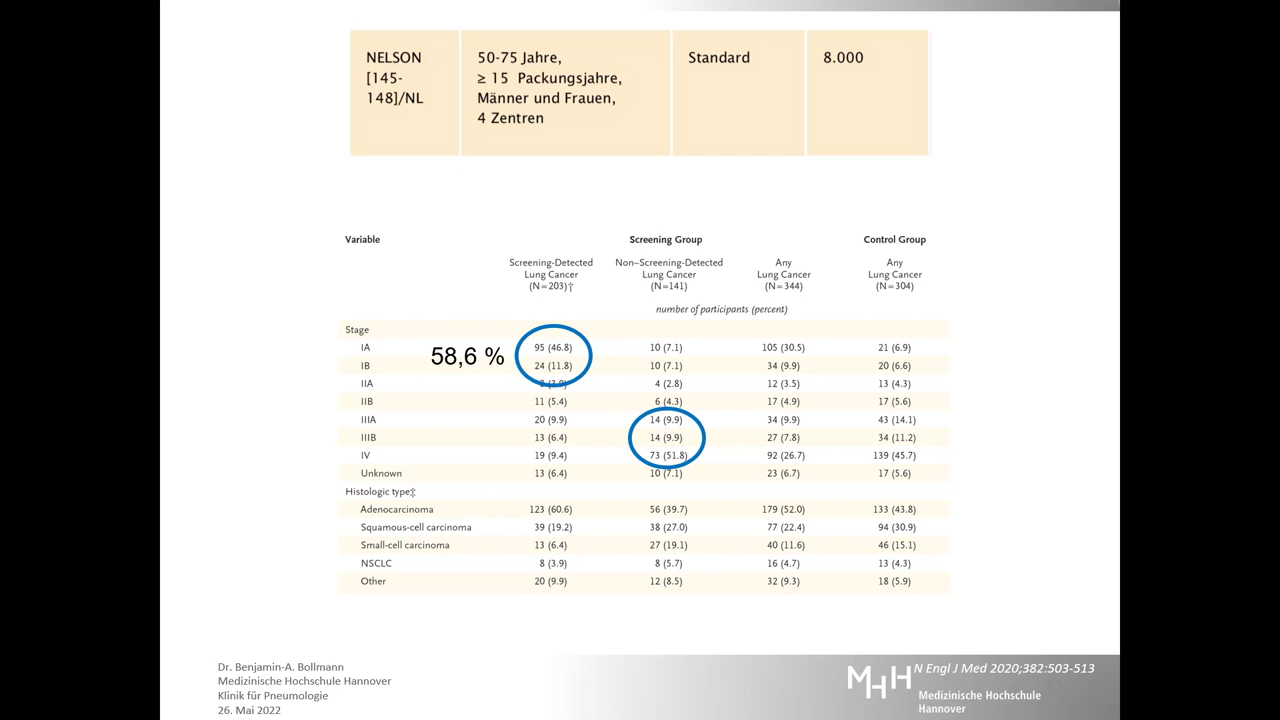 NELSON [145-148]/NL 50-75 Jahre, ≥ 15 Packungsjahre, Männer und Frauen, 4 Zentren Standard 8.000
Variable Screening Group Control Group
Screening-Detected Lung Cancer (N=203)† Non–Screening-Detected Lung Cancer (N=141) Any Lung Cancer (N=344) Any Lung Cancer (N=304)
number of participants (percent)
Stage
58,6 %
IA 95 (46.8) 10 (7.1) 105 (30.5) 21 (6.9)
IB 24 (11.8) 10 (7.1) 34 (9.9) 20 (6.6)
IIA 4 (2.8) 12 (3.5) 13 (4.3)
IIB 11 (5.4) 6 (4.3) 17 (4.9) 17 (5.6)
IIIA 20 (9.9) 14 (9.9) 34 (9.9) 43 (14.1)
IIIB 13 (6.4) 14 (9.9) 27 (7.8) 34 (11.2)
IV 19 (9.4) 73 (51.8) 92 (26.7) 139 (45.7)
Unknown 13 (6.4) 10 (7.1) 23 (6.7) 17 (5.6)
Histologic type‡
Adenocarcinoma 123 (60.6) 56 (39.7) 179 (52.0) 133 (43.8)
Squamous-cell carcinoma 39 (19.2) 38 (27.0) 77 (22.4) 94 (30.9)
Small-cell carcinoma 13 (6.4) 27 (19.1) 40 (11.6) 46 (15.1)
NSCLC 8 (3.9) 8 (5.7) 16 (4.7) 13 (4.3)
Other 20 (9.9) 12 (8.5) 32 (9.3) 18 (5.9)
Dr. Benjamin-A. Bollmann
Medizinische Hochschule Hannover
Klinik für Pneumologie
26. Mai 2022
MHH
N Engl J Med 2020;382:503-513
Medizinische Hochschule
Hannover